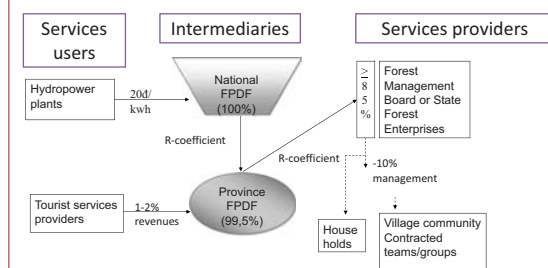 Services
users
Intermediaries
Services providers
Hydropower
plants
20đ/
kwh
National
FPDF
(100%)
≥
8
5
%
Forest
Management
Board or State
Forest
Enterprises
R-coefficient
R-coefficient
-10%
management
Tourist services
providers
1-2%
revenues
Province
FPDF
(99,5%)
House
holds
Village community
Contracted
teams/groups